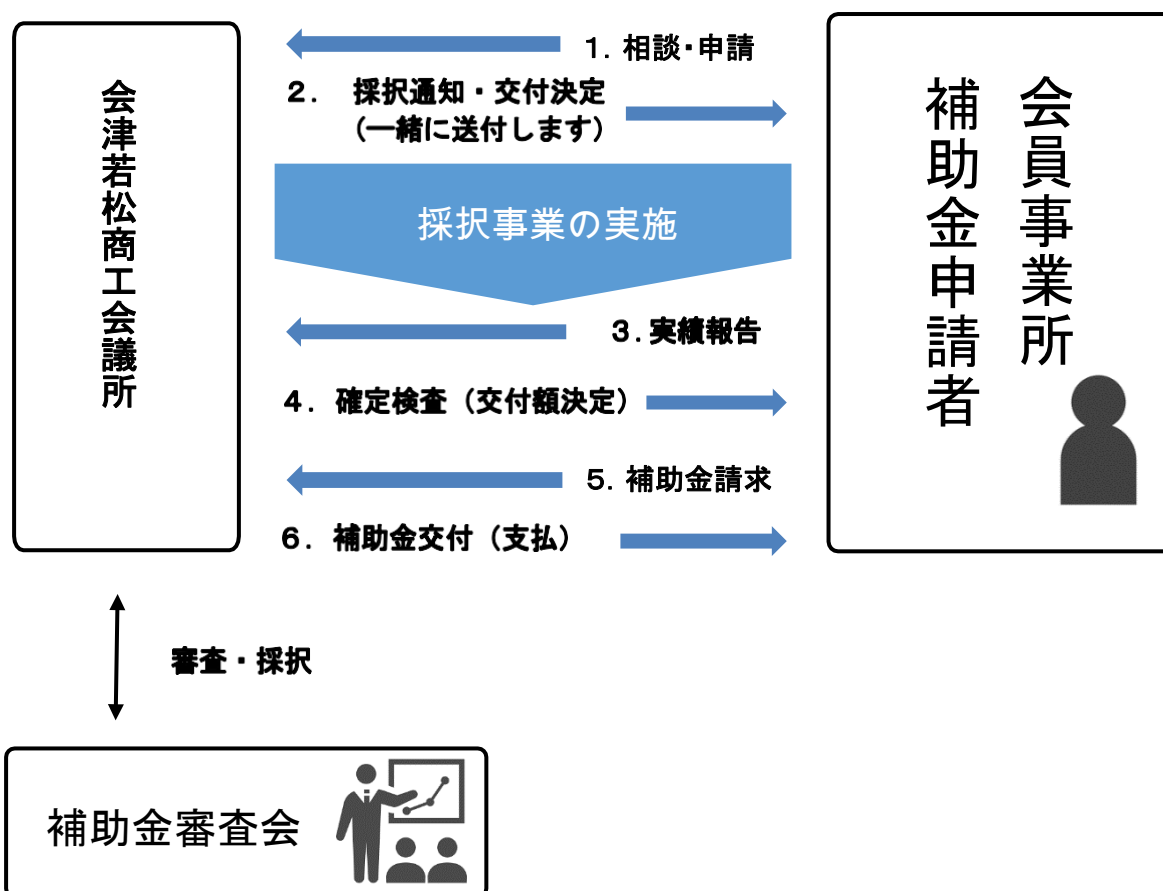 会津若松商工会議所
1. 相談・申請
2. 採択通知・交付決定
(一緒に送付します)
採択事業の実施
3. 実績報告
4. 確定検査(交付額決定)
5. 補助金請求
6. 補助金交付(支払)
会員事業所
補助金申請者
審査・採択
補助金審査会